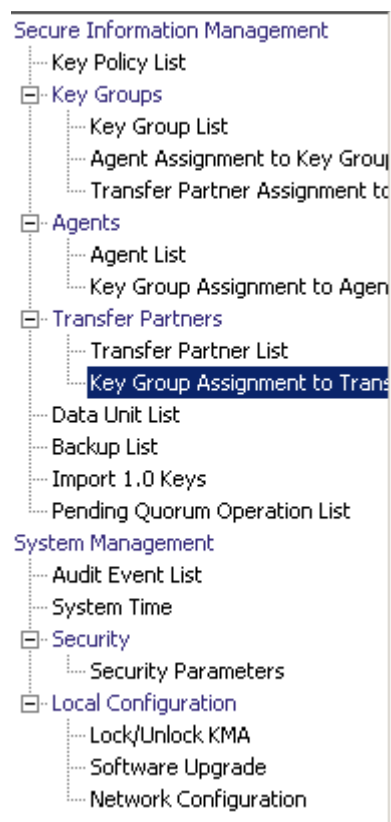 Secure Information Management
Key Policy List
Key Groups
Key Group List
Agent Assignment to Key Grou
Transfer Partner Assignment to
Agents
Agent List
Key Group Assignment to Agen
Transfer Partners
Transfer Partner List
Key Group Assignment to Trans
Data Unit List
Backup List
Import 1.0 Keys
Pending Quorum Operation List
System Management
Audit Event List
System Time
Security
Security Parameters
Local Configuration
Lock/Unlock KMA
Software Upgrade
Network Configuration